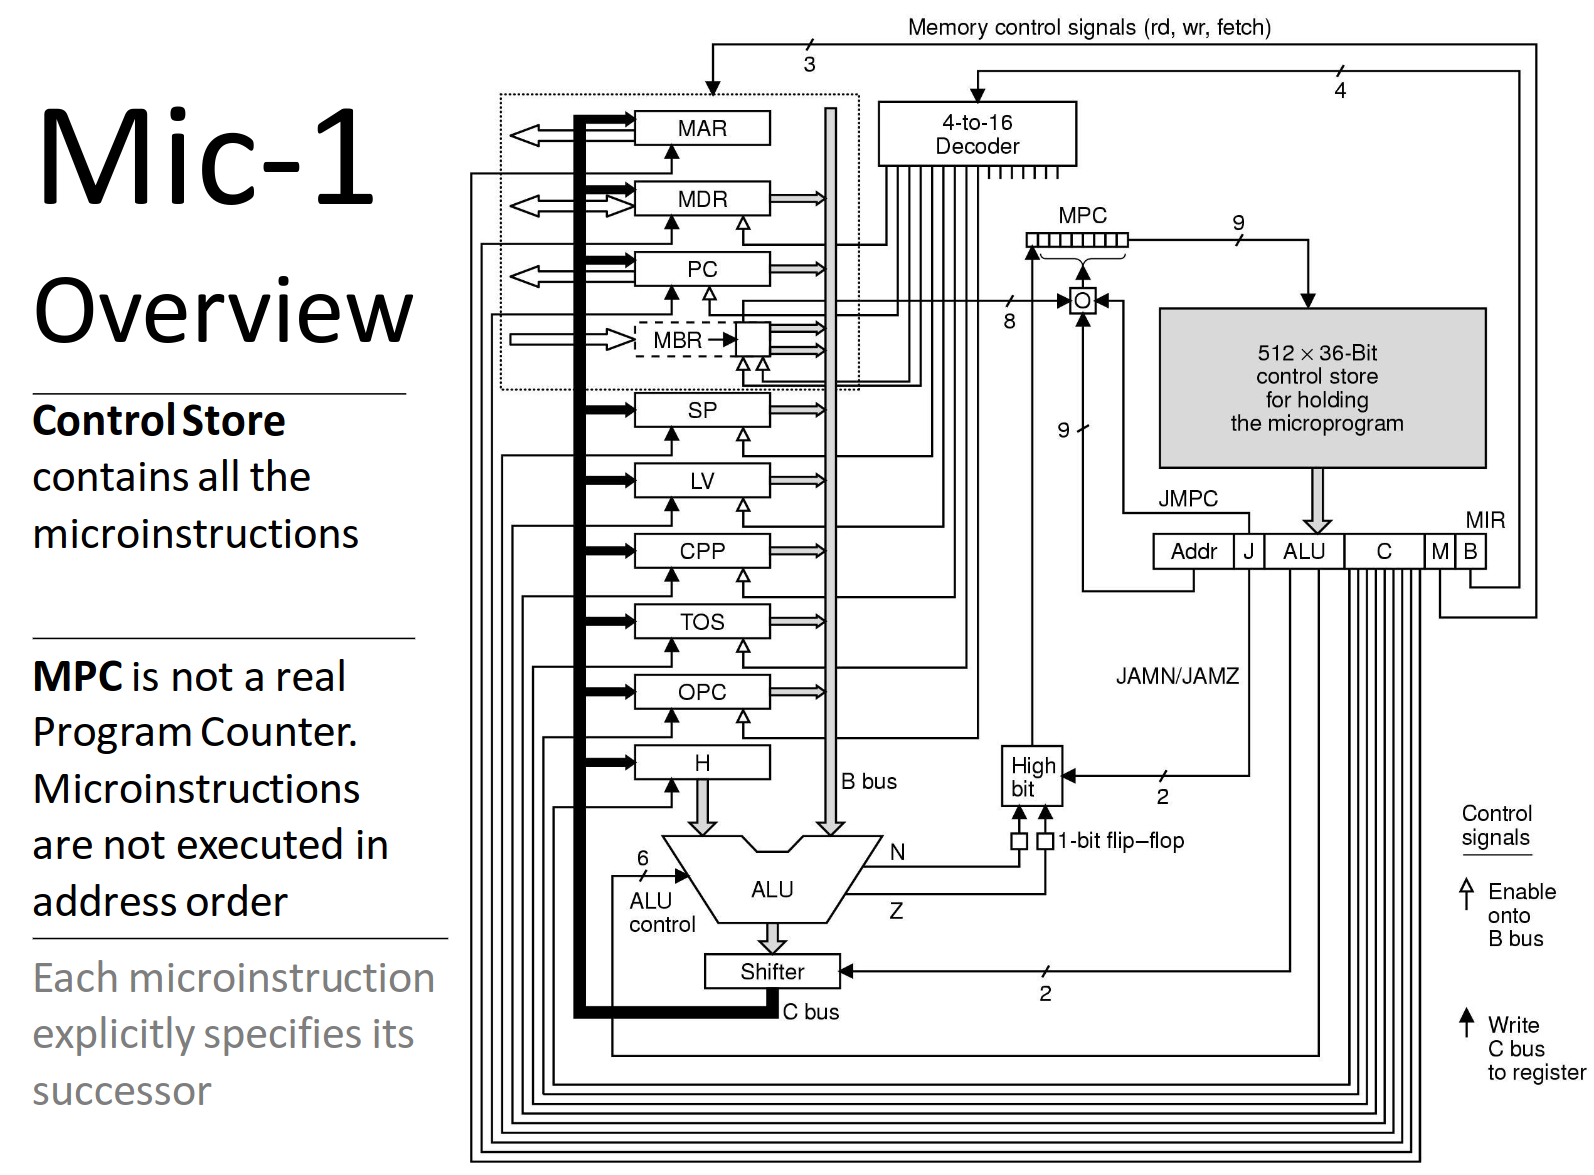 Mic-1
Overview
Control Store
contains all the
microinstructions
MPC is not a real
Program Counter.
Microinstructions
are not executed in
address order
Each microinstruction
explicitly specifies its
successor
Memory control signals (rd, wr, fetch)
3
4
MAR
4-to-16
Decoder
MDR
MPC
9
PC
O
8
MBR
512 × 36-Bit
control store
for holding
the microprogram
SP
9
LV
JMPC
MIR
CPP
Addr
J
ALU
C
M
B
TOS
JAMN/JAMZ
OPC
H
B bus
High
bit
2
Control
signals
1-bit flip–flop
N
6
ALU
control
ALU
Z
Enable
onto
B bus
Shifter
2
C bus
Write
C bus
to register